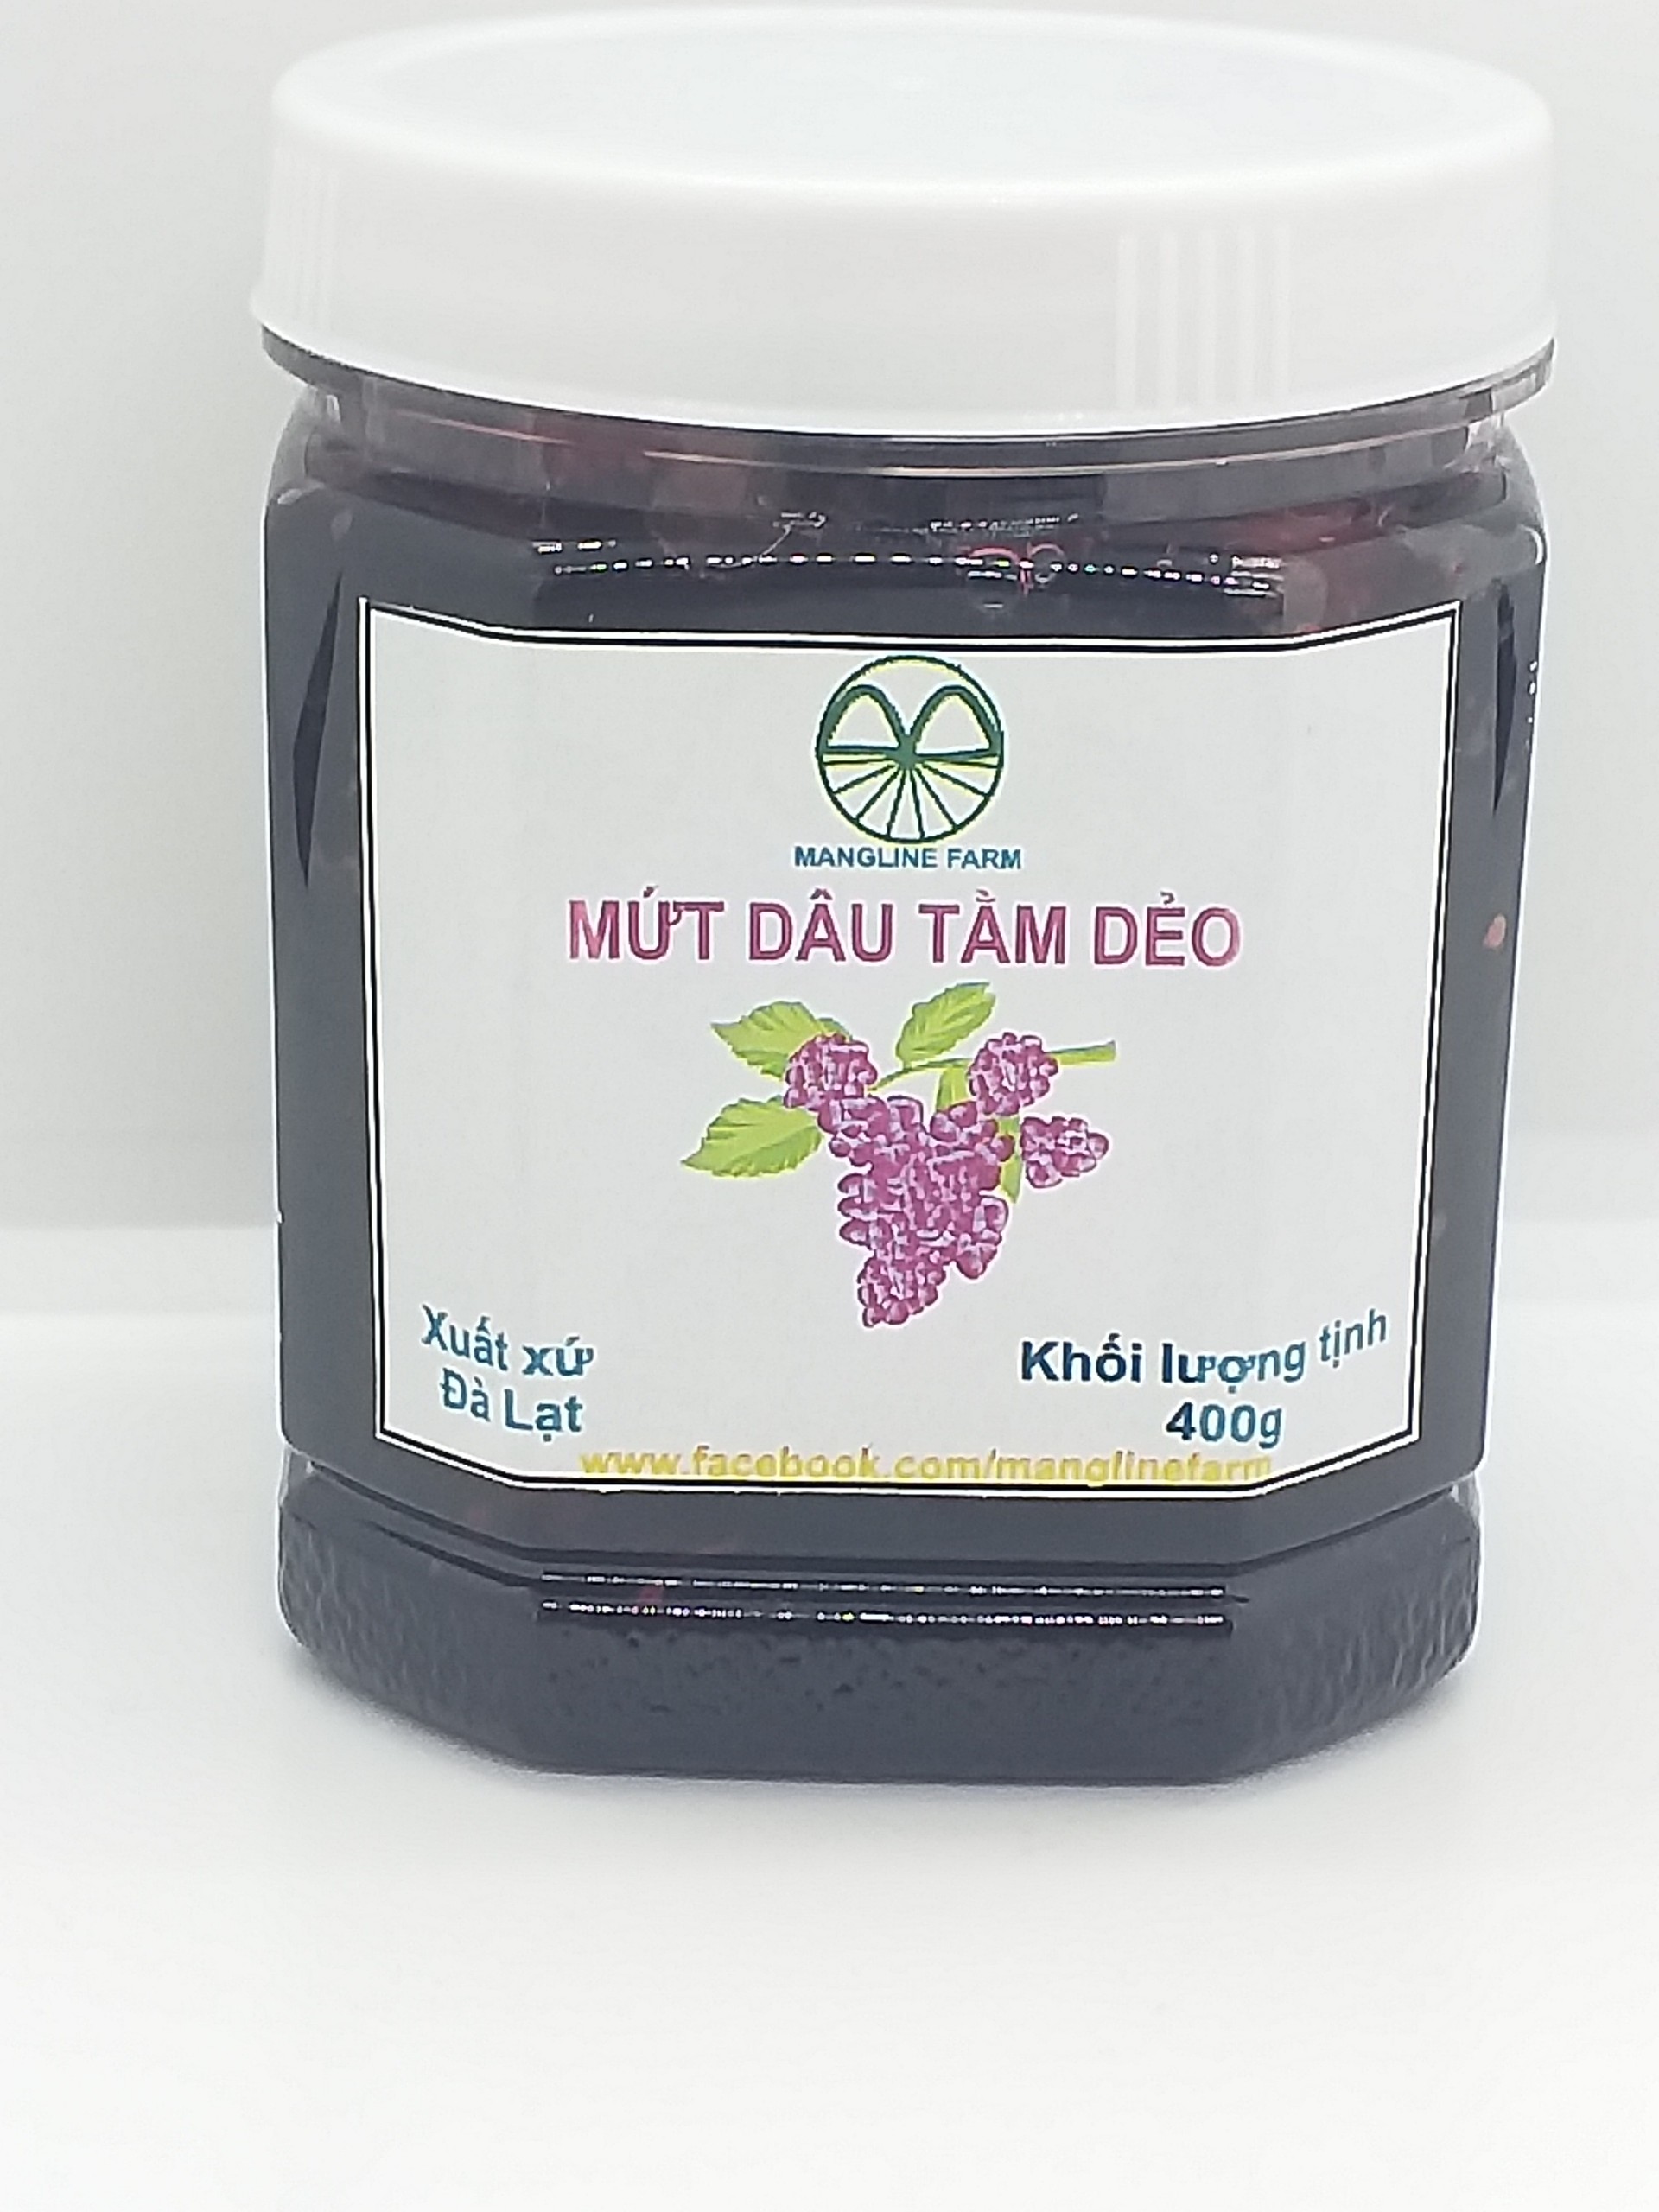 MANGLINE FARM
MỨT DÂU TẰM DẺO
Xuất xứ
Đà Lạt
Khối lượng tịnh
400g
www.facebook.com/manglinefarm